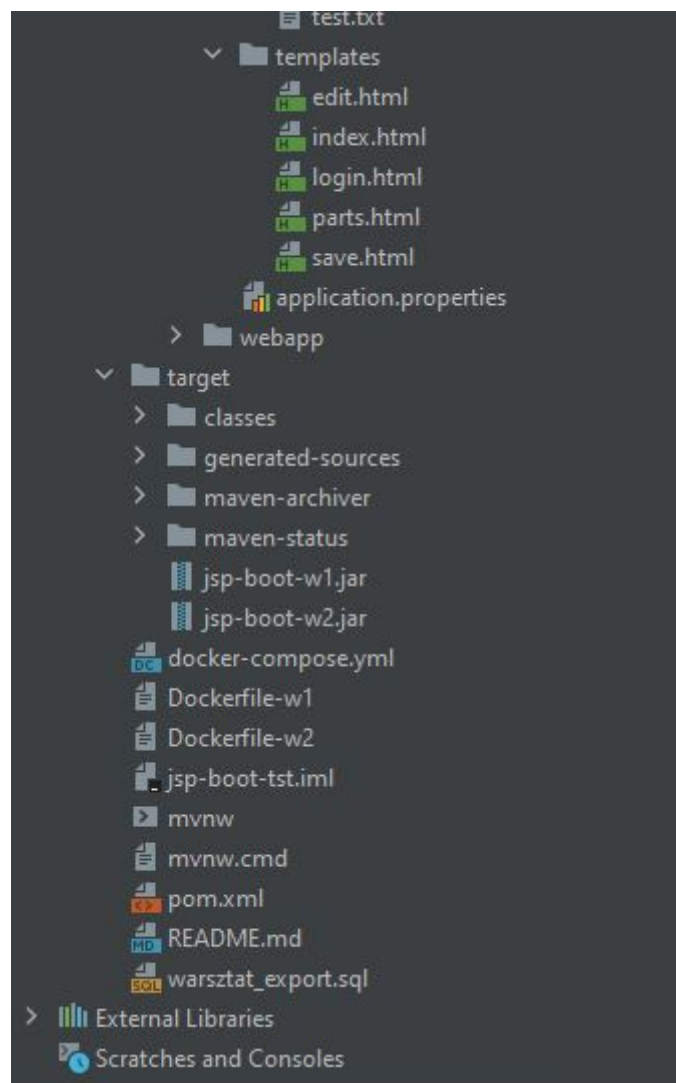 test.txt
templates
edit.html
index.html
login.html
parts.html
save.html
application.properties
webapp
target
classes
generated-sources
maven-archiver
maven-status
jsp-boot-w1.jar
jsp-boot-w2.jar
docker-compose.yml
Dockerfile-w1
Dockerfile-w2
jsp-boot-tst.iml
mvnw
mvnw.cmd
pom.xml
README.md
warsztat_export.sql
External Libraries
Scratches and Consoles